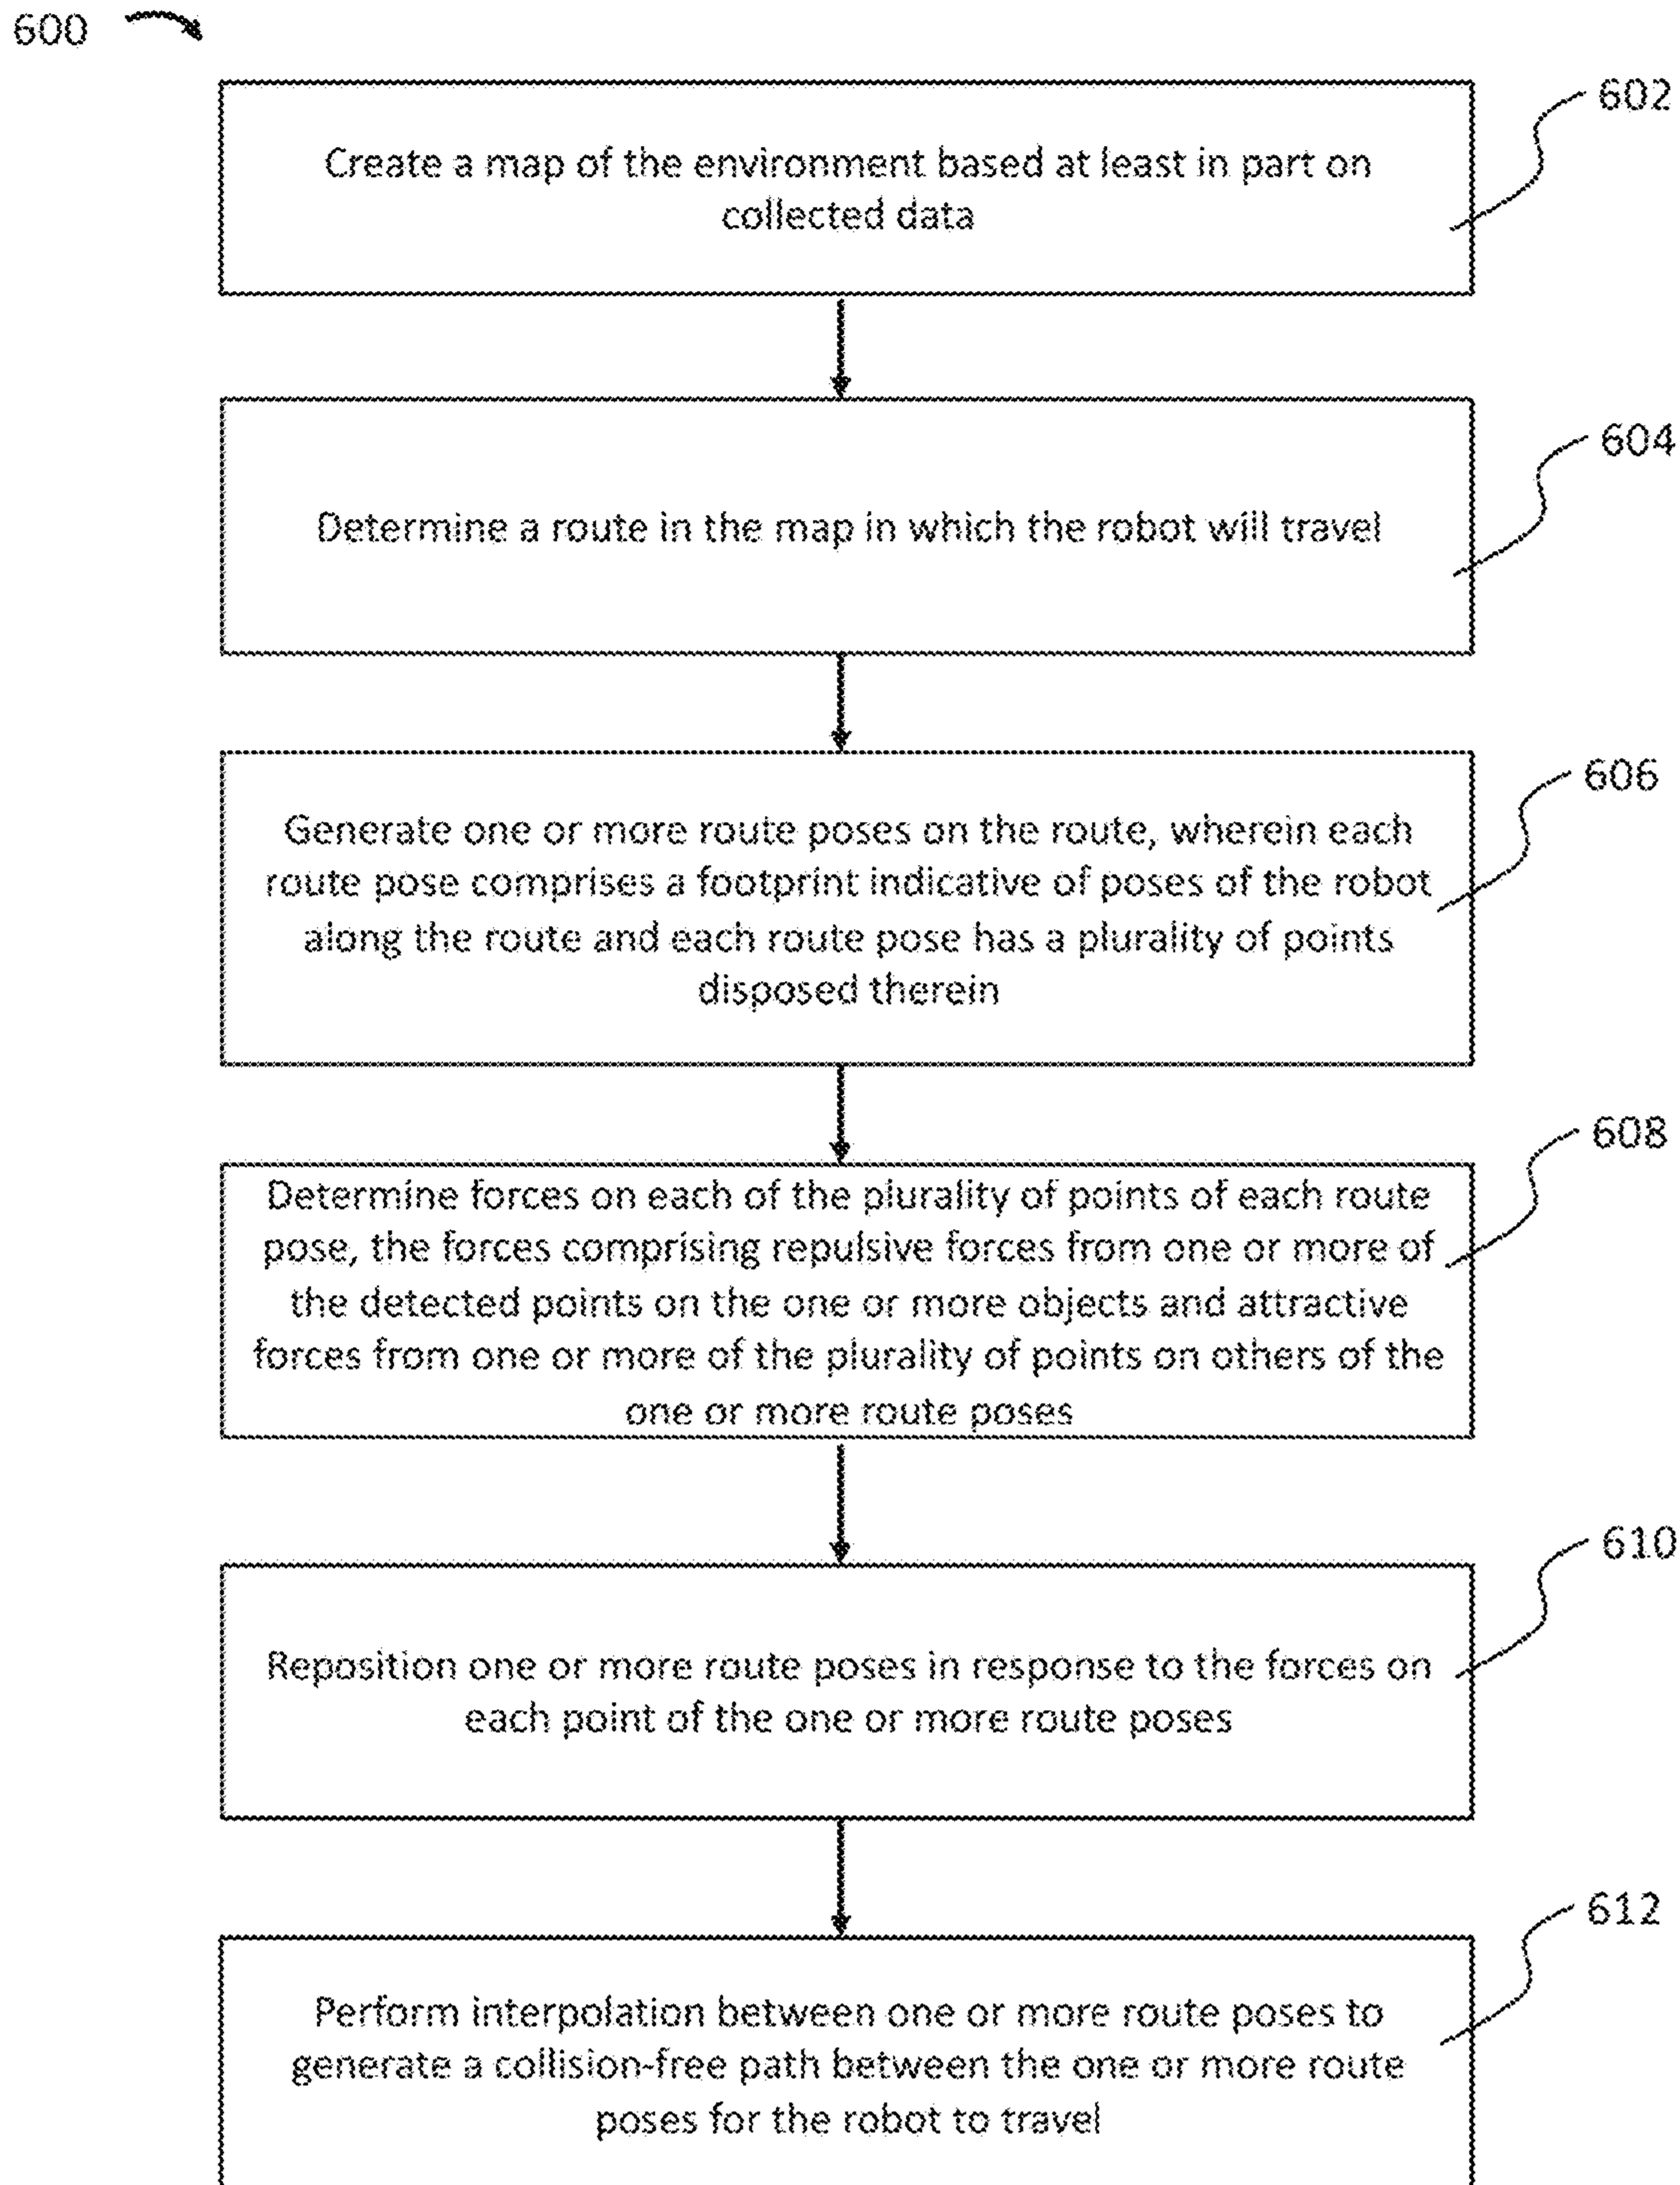 600
602
Create a map of the environment based at least in part on
collected data
604
Determine a route in the map in which the robot will travel
606
Generate one or more route poses on the route, wherein each
route pose comprises a footprint indicative of poses of the robot
along the route and each route pose has a plurality of points
disposed therein
608
Determine forces on each of the plurality of points of each route
pose, the forces comprising repulsive forces from one or more of
the detected points on the one or more objects and attractive
forces from one or more of the plurality of points on others of the
one or more route poses
610
Reposition one or more route poses in response to the forces on
each point of the one or more route poses
612
Perform interpolation between one or more route poses to
generate a collision-free path between the one or more route
poses for the robot to travel